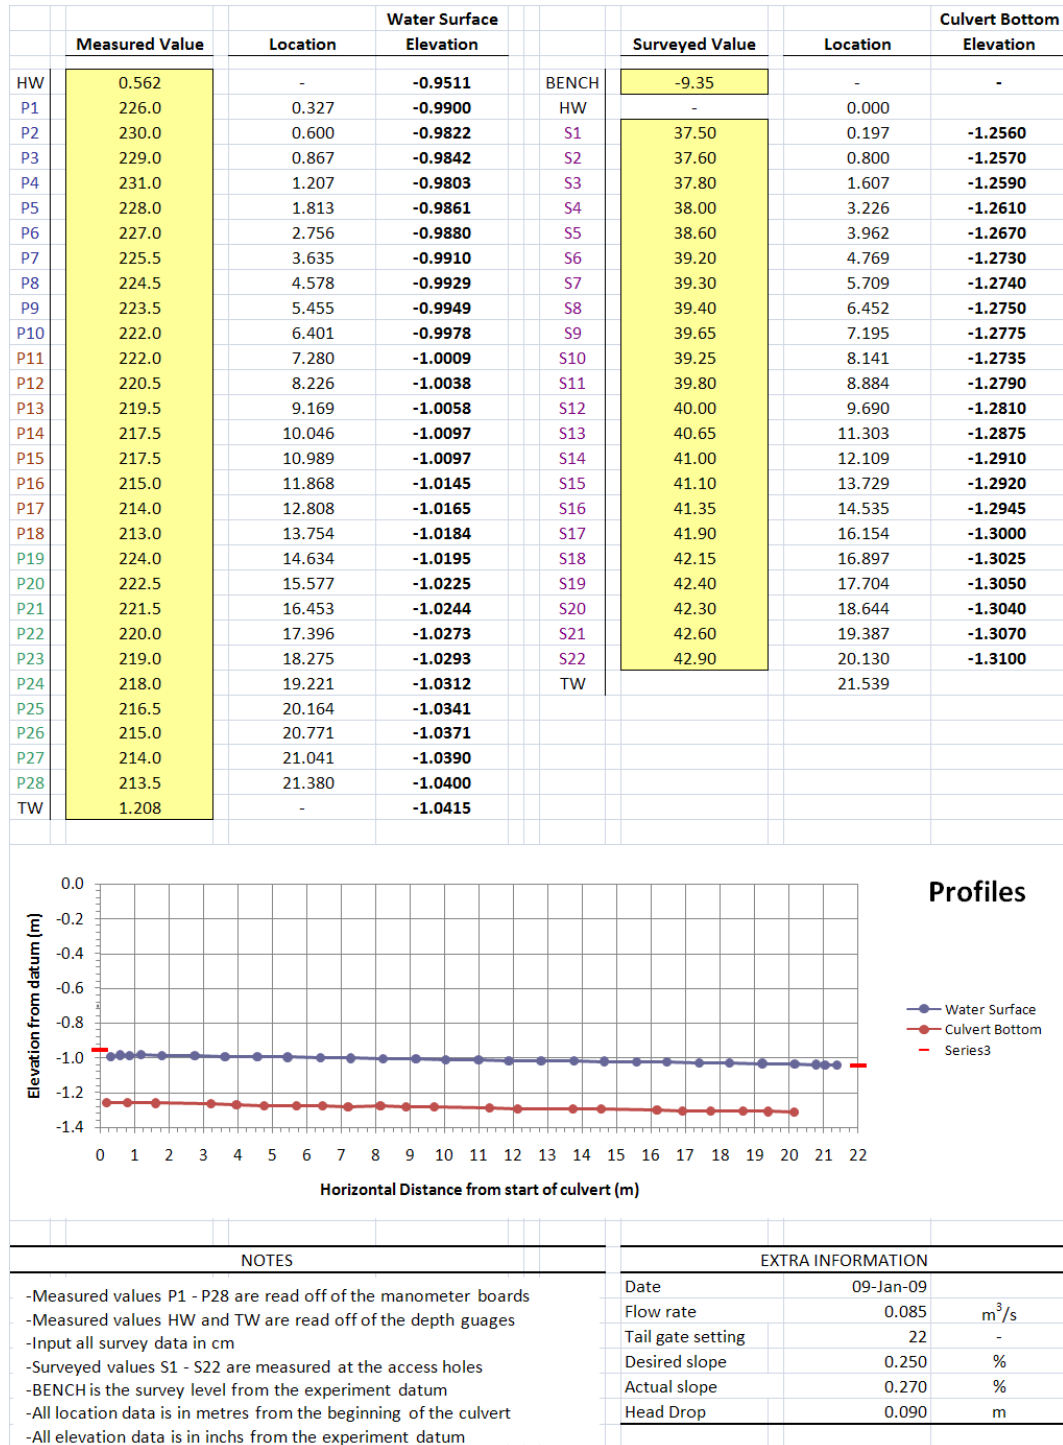 Water Surface Culvert Bottom
Measured Value Location Elevation Surveyed Value Location Elevation
HW 0.562 - -0.9511 BENCH -9.35 - -
P1 226.0 0.327 -0.9900 HW - 0.000
P2 230.0 0.600 -0.9822 S1 37.50 0.197 -1.2560
P3 229.0 0.867 -0.9842 S2 37.60 0.800 -1.2570
P4 231.0 1.207 -0.9803 S3 37.80 1.607 -1.2590
P5 228.0 1.813 -0.9861 S4 38.00 3.226 -1.2610
P6 227.0 2.756 -0.9880 S5 38.60 3.962 -1.2670
P7 225.5 3.635 -0.9910 S6 39.20 4.769 -1.2730
P8 224.5 4.578 -0.9929 S7 39.30 5.709 -1.2740
P9 223.5 5.455 -0.9949 S8 39.40 6.452 -1.2750
P10 222.0 6.401 -0.9978 S9 39.65 7.195 -1.2775
P11 222.0 7.280 -1.0009 S10 39.25 8.141 -1.2735
P12 220.5 8.226 -1.0038 S11 39.80 8.884 -1.2790
P13 219.5 9.169 -1.0058 S12 40.00 9.690 -1.2810
P14 217.5 10.046 -1.0097 S13 40.65 11.303 -1.2875
P15 217.5 10.989 -1.0097 S14 41.00 12.109 -1.2910
P16 215.0 11.868 -1.0145 S15 41.10 13.729 -1.2920
P17 214.0 12.808 -1.0165 S16 41.35 14.535 -1.2945
P18 213.0 13.754 -1.0184 S17 41.90 16.154 -1.3000
P19 224.0 14.634 -1.0195 S18 42.15 16.897 -1.3025
P20 222.5 15.577 -1.0225 S19 42.40 17.704 -1.3050
P21 221.5 16.453 -1.0244 S20 42.30 18.644 -1.3040
P22 220.0 17.396 -1.0273 S21 42.60 19.387 -1.3070
P23 219.0 18.275 -1.0293 S22 42.90 20.130 -1.3100
P24 218.0 19.221 -1.0312 TW 21.539
P25 216.5 20.164 -1.0341
P26 215.0 20.771 -1.0371
P27 214.0 21.041 -1.0390
P28 213.5 21.380 -1.0400
TW 1.208 - -1.0415
Profiles
Elevation from datum (m)
0.0
-0.2
-0.4
-0.6
-0.8
-1.0
-1.2
-1.4
0 1 2 3 4 5 6 7 8 9 10 11 12 13 14 15 16 17 18 19 20 21 22
Horizontal Distance from start of culvert (m)
Water Surface
Culvert Bottom
Series3
NOTES
-Measured values P1 - P28 are read off of the manometer boards
-Measured values HW and TW are read off of the depth guages
-Input all survey data in cm
-Surveyed values S1 - S22 are measured at the access holes
-BENCH is the survey level from the experiment datum
-All location data is in metres from the beginning of the culvert
-All elevation data is in inchs from the experiment datum
EXTRA INFORMATION
Date 09-Jan-09
Flow rate 0.085 m³/s
Tail gate setting 22 -
Desired slope 0.250 %
Actual slope 0.270 %
Head Drop 0.090 m